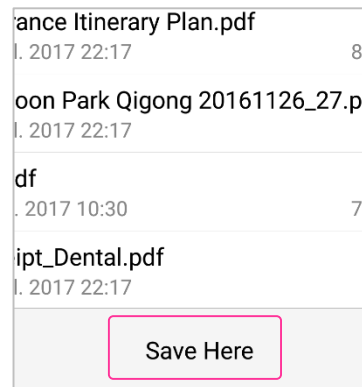 rance Itinerary Plan.pdf
l. 2017 22:17 8
oon Park Qigong 20161126_27.p
l. 2017 22:17
df
. 2017 10:30 7
ipt_Dental.pdf
l. 2017 22:17
Save Here